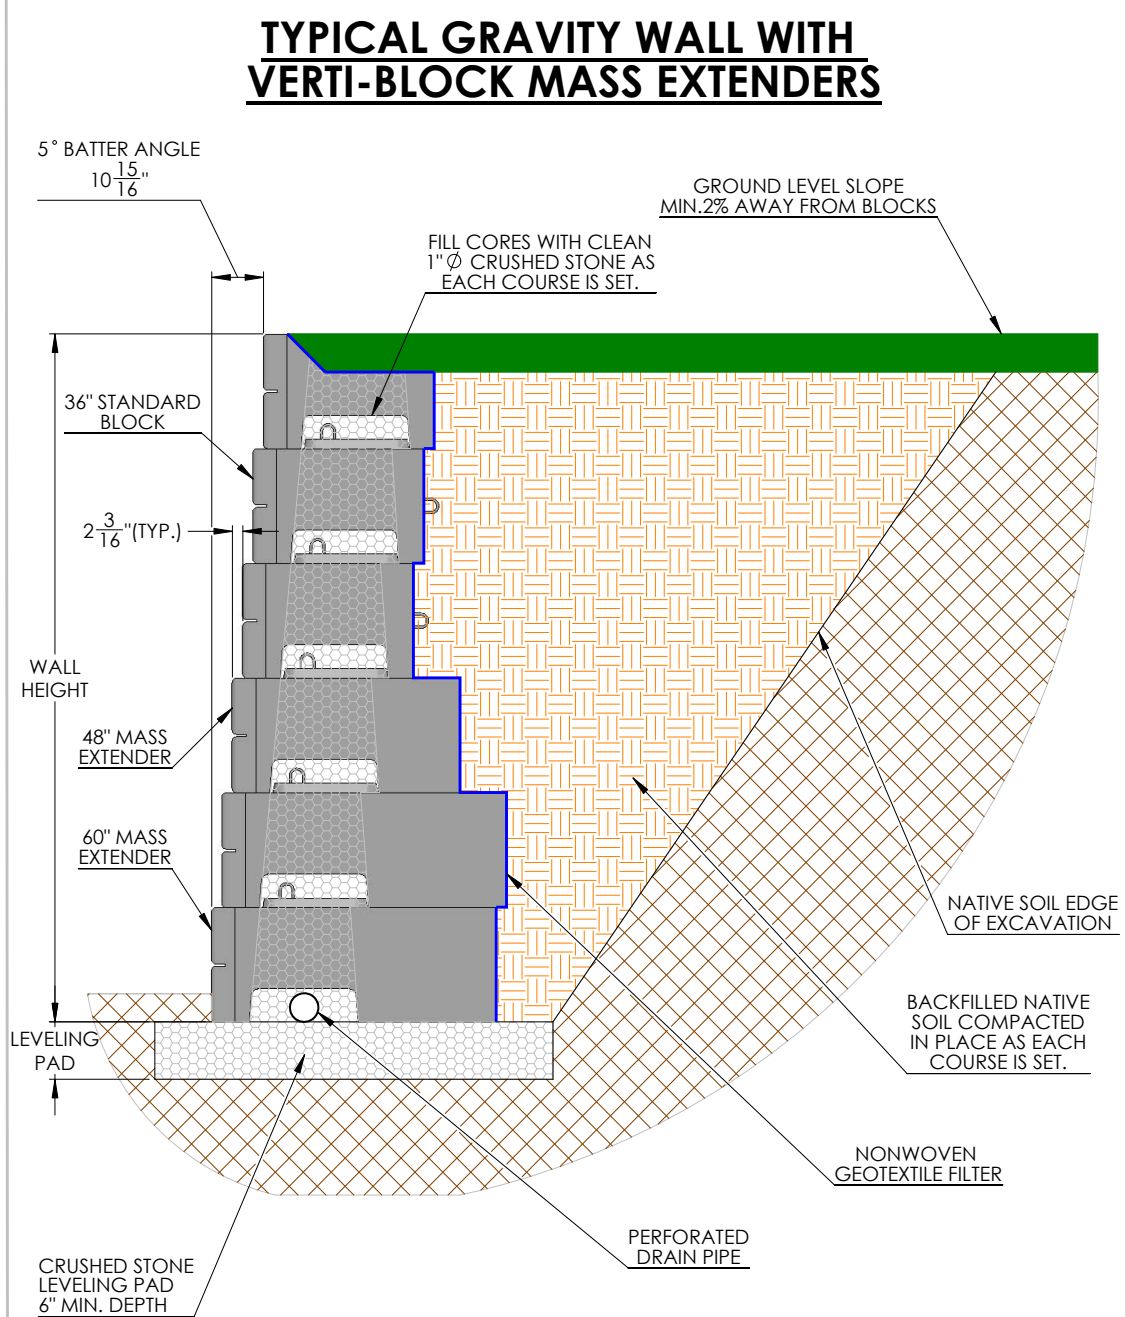 TYPICAL GRAVITY WALL WITH
VERTI-BLOCK MASS EXTENDERS
5° BATTER ANGLE
10 15/16"
GROUND LEVEL SLOPE
MIN.2% AWAY FROM BLOCKS
FILL CORES WITH CLEAN
1"∅ CRUSHED STONE AS
EACH COURSE IS SET.
36" STANDARD
BLOCK
2 3/16"(TYP.)
WALL
HEIGHT
48" MASS
EXTENDER
60" MASS
EXTENDER
NATIVE SOIL EDGE
OF EXCAVATION
BACKFILLED NATIVE
SOIL COMPACTED
IN PLACE AS EACH
COURSE IS SET.
LEVELING
PAD
NONWOVEN
GEOTEXTILE FILTER
PERFORATED
DRAIN PIPE
CRUSHED STONE
LEVELING PAD
6" MIN. DEPTH